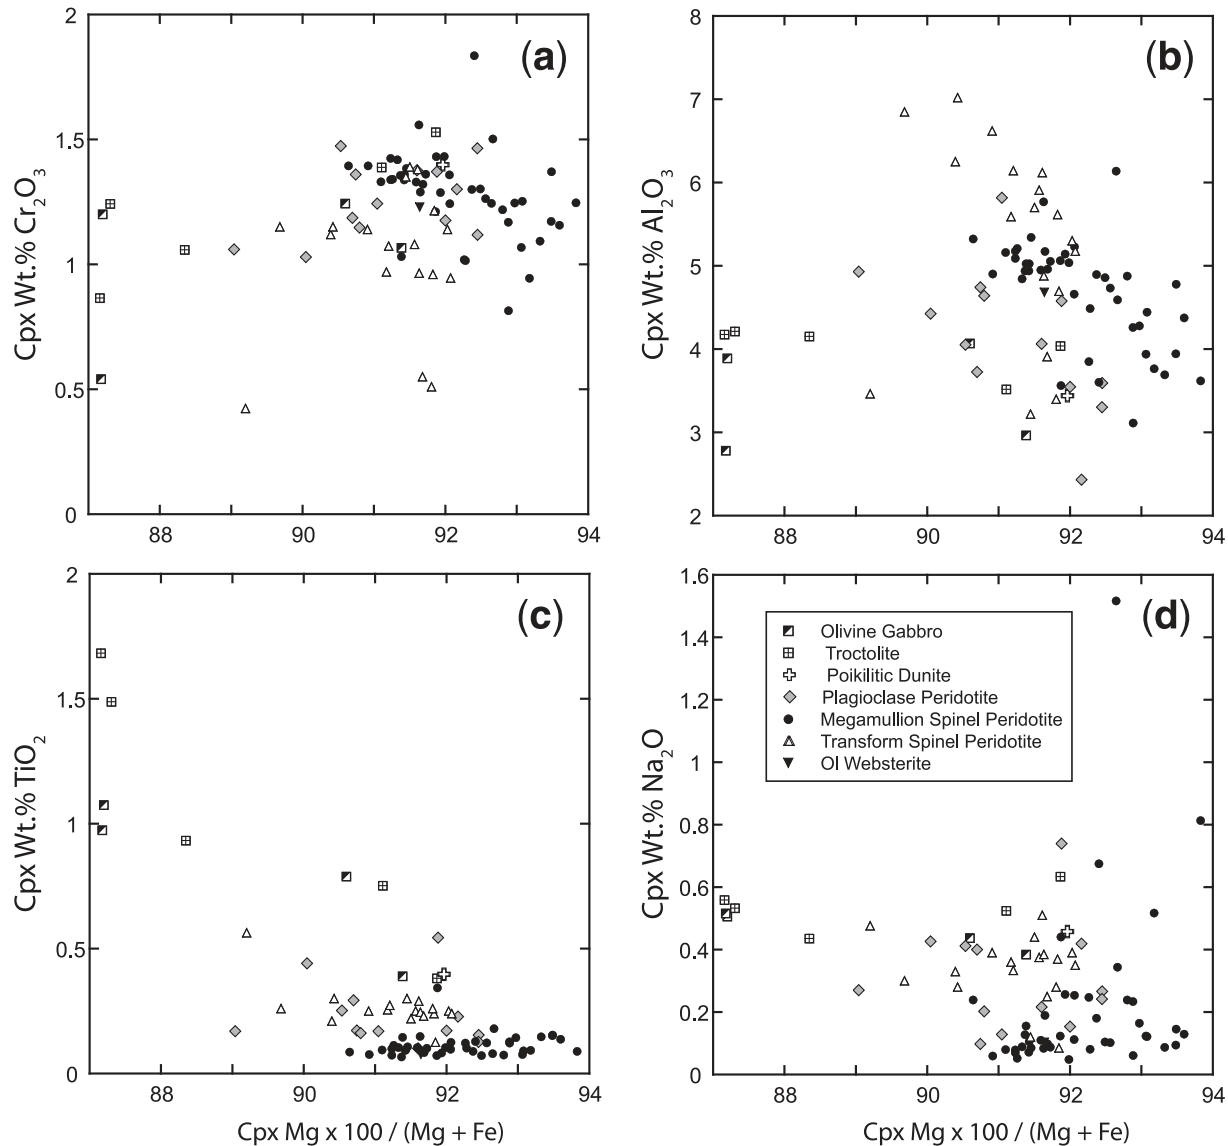 2
1.5
1
0.5
0
88
90
92
94
Cpx Wt.% Cr2O3
(a)
8
7
6
5
4
3
2
88
90
92
94
Cpx Wt.% Al2O3
(b)
2
1.5
1
0.5
0
88
90
92
94
Cpx Wt.% TiO2
Cpx Mg x 100 / (Mg + Fe)
(c)
1.6
1.4
1.2
1
0.8
0.6
0.4
0.2
0
88
90
92
94
Cpx Wt.% Na2O
Cpx Mg x 100 / (Mg + Fe)
(d)
Olivine Gabbro
Troctolite
Poikilitic Dunite
Plagioclase Peridotite
Megamullion Spinel Peridotite
Transform Spinel Peridotite
Ol Websterite